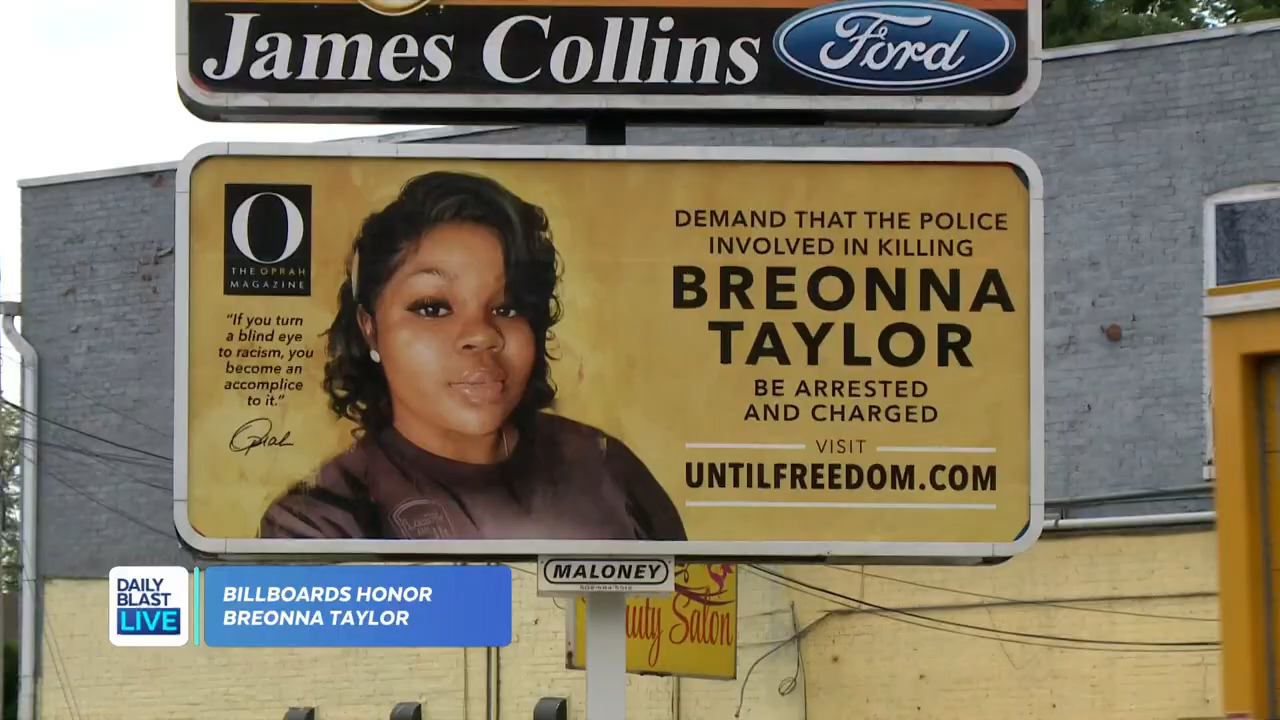 James Collins Ford
O
THE OPRAH
MAGAZINE
"If you turn
a blind eye
to racism, you
become an
accomplice
to it."
Oprah
DEMAND THAT THE POLICE
INVOLVED IN KILLING
BREONNA
TAYLOR
BE ARRESTED
AND CHARGED
VISIT
UNTILFREEDOM.COM
MALONEY
Salon
DAILY
BLAST
LIVE
BILLBOARDS HONOR
BREONNA TAYLOR